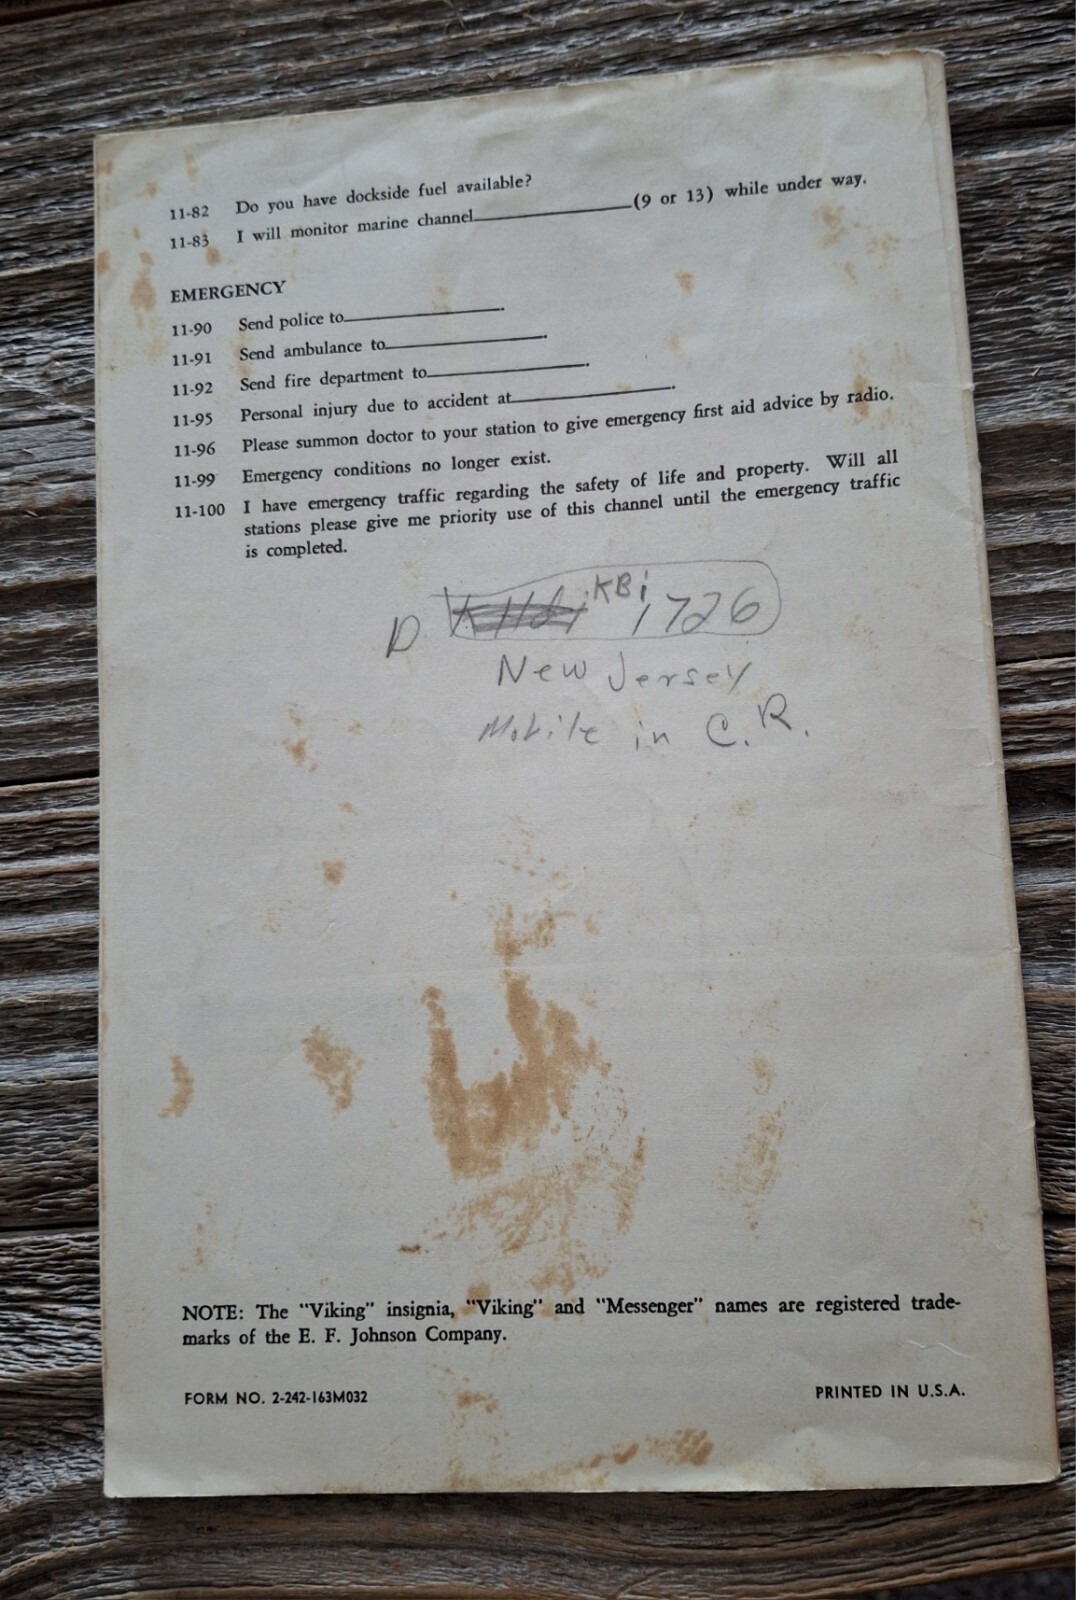 11-82 Do you have dockside fuel available?
11-83 I will monitor marine channel____________(9 or 13) while under way.
EMERGENCY
11-90 Send police to____________.
11-91 Send ambulance to____________.
11-92 Send fire department to____________.
11-95 Personal injury due to accident at____________.
11-96 Please summon doctor to your station to give emergency first aid advice by radio.
11-99 Emergency conditions no longer exist.
11-100 I have emergency traffic regarding the safety of life and property. Will all
stations please give me priority use of this channel until the emergency traffic
is completed.
D KBi 1726
New Jersey
Mobile in C.R.
NOTE: The "Viking" insignia, "Viking" and "Messenger" names are registered trade-
marks of the E. F. Johnson Company.
FORM NO. 2-242-163M032
PRINTED IN U.S.A.